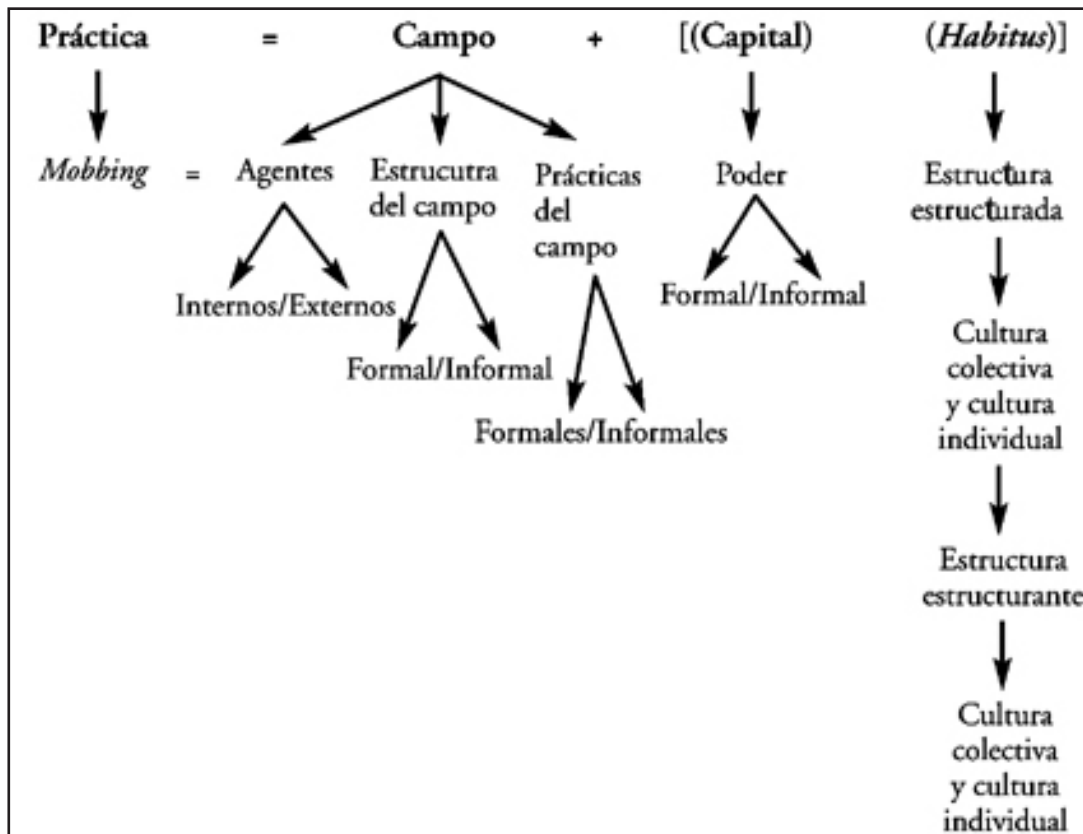 Práctica = Campo + [(Capital) (Habitus)]
Mobbing = Agentes
Estrucutra
del campo
Prácticas
del
campo
Poder
Estructura
estructurada
Internos/Externos
Formal/Informal
Formales/Informales
Formal/Informal
Cultura
colectiva
y cultura
individual
Estructura
estructurante
Cultura
colectiva
y cultura
individual